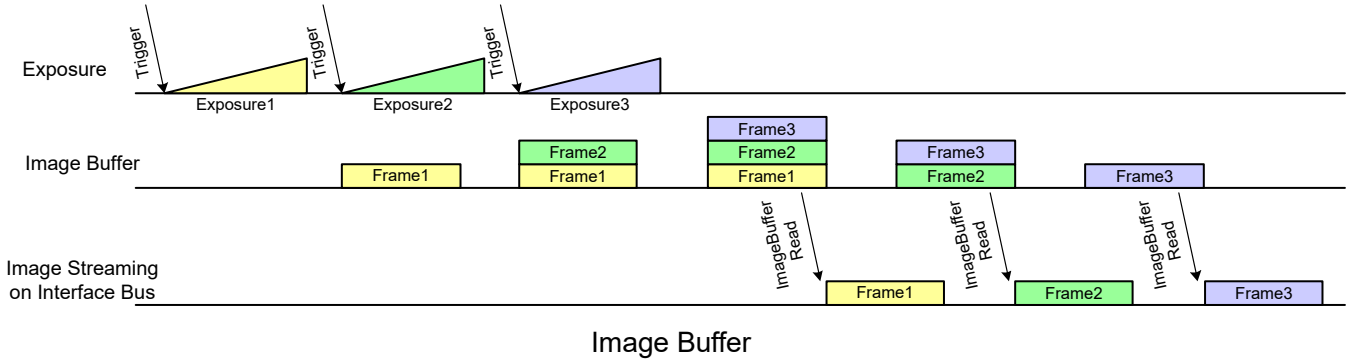 Trigger
Trigger
Trigger
Exposure
Exposure1
Exposure2
Exposure3
Frame3
Frame2
Frame2
Frame3
Image Buffer
Frame1
Frame1
Frame1
Frame2
Frame3
ImageBuffer
Read
ImageBuffer
Read
ImageBuffer
Read
Image Streaming
on Interface Bus
Frame1
Frame2
Frame3
Image Buffer